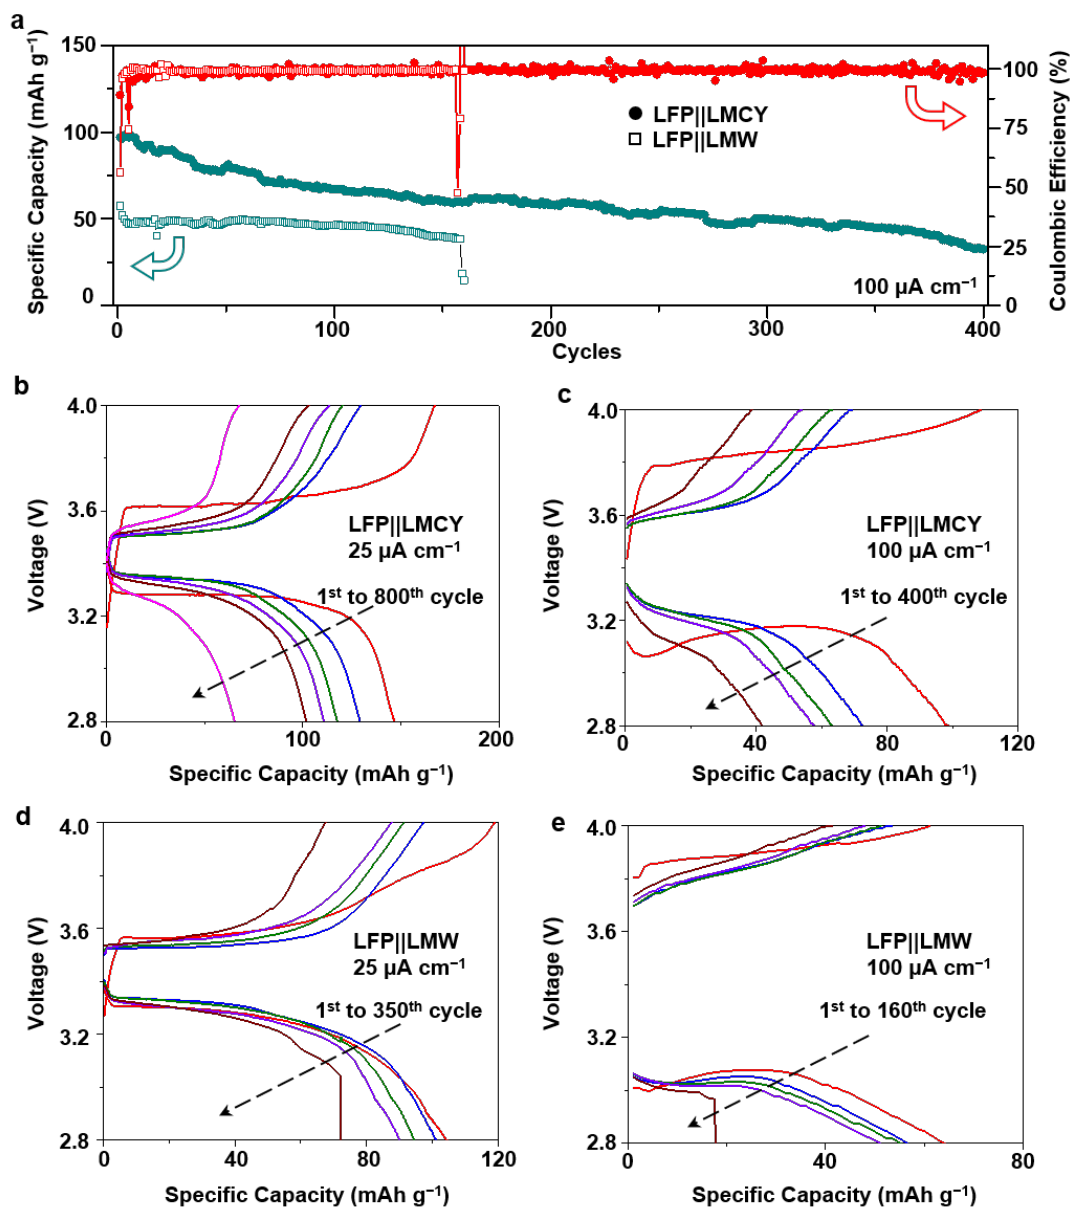 a
150
100
50
0
Specific Capacity (mAh g⁻¹)
100
75
50
25
0
Coulombic Efficiency (%)
LFP||LMCY
LFP||LMW
100 μA cm⁻¹
0 100 200 300 400
Cycles
b
4.0
3.6
3.2
2.8
Voltage (V)
LFP||LMCY
25 μA cm⁻¹
1st to 800th cycle
0 100 200
Specific Capacity (mAh g⁻¹)
c
4.0
3.6
3.2
2.8
Voltage (V)
LFP||LMCY
100 μA cm⁻¹
1st to 400th cycle
0 40 80 120
Specific Capacity (mAh g⁻¹)
d
4.0
3.6
3.2
2.8
Voltage (V)
LFP||LMW
25 μA cm⁻¹
1st to 350th cycle
0 40 80 120
Specific Capacity (mAh g⁻¹)
e
4.0
3.6
3.2
2.8
Voltage (V)
LFP||LMW
100 μA cm⁻¹
1st to 160th cycle
0 40 80
Specific Capacity (mAh g⁻¹)